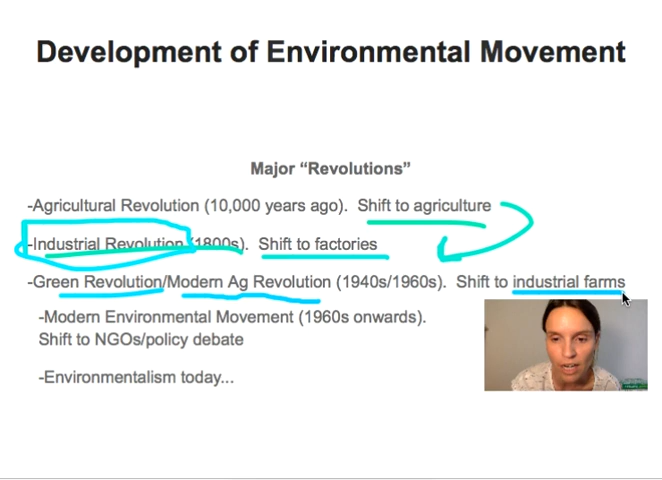 Development of Environmental Movement
Major “Revolutions”
-Agricultural Revolution (10,000 years ago). Shift to agriculture
-Industrial Revolution (1800s). Shift to factories
-Green Revolution/Modern Ag Revolution (1940s/1960s). Shift to industrial farms
-Modern Environmental Movement (1960s onwards).
Shift to NGOs/policy debate
-Environmentalism today...